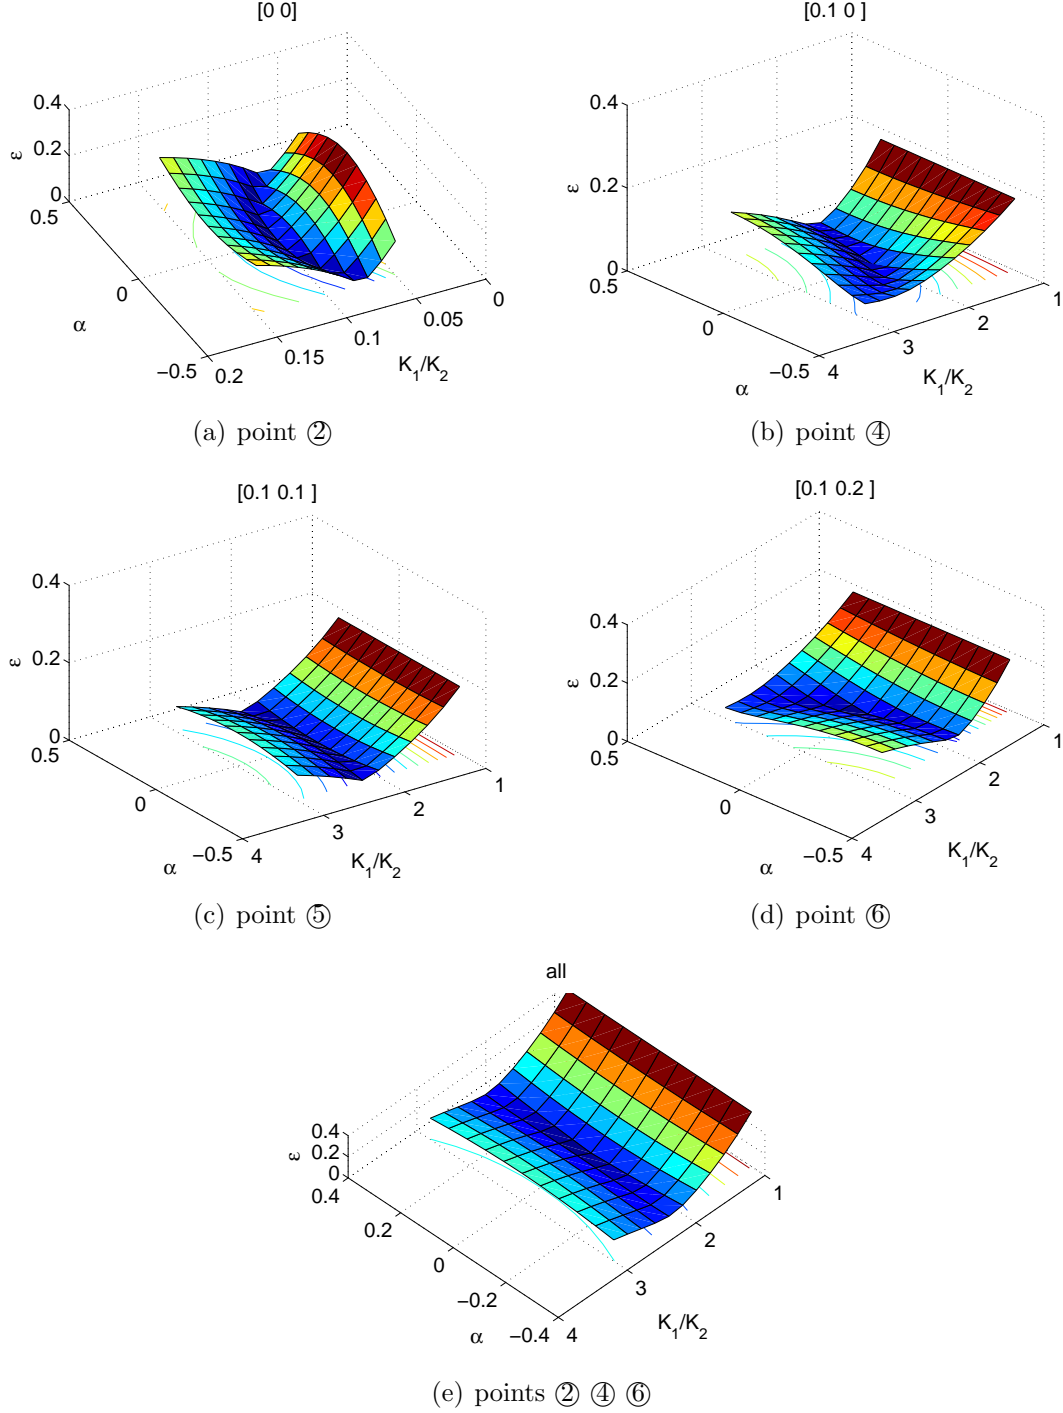 [0 0]
0.4
0.2
0
ε
0.5
0
−0.5
α
0.2
0.15
0.1
0.05
0
K₁/K₂
(a) point ②
[0.1 0 ]
0.4
0.2
0
ε
0.5
0
−0.5
α
4
3
2
1
K₁/K₂
(b) point ④
[0.1 0.1 ]
0.4
0.2
0
ε
0.5
0
−0.5
α
4
3
2
1
K₁/K₂
(c) point ⑤
[0.1 0.2 ]
0.4
0.2
0
ε
0.5
0
−0.5
α
4
3
2
1
K₁/K₂
(d) point ⑥
all
0.4
0.2
0
ε
0.4
0.2
0
−0.2
−0.4
α
4
3
2
1
K₁/K₂
(e) points ② ④ ⑥